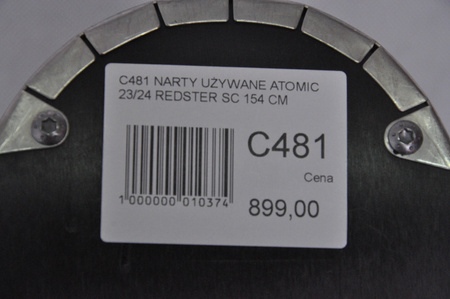 C481 NARTY UŻYWANE ATOMIC
23/24 REDSTER SC 154 CM
C481
Cena
1 000000 010374
899,00